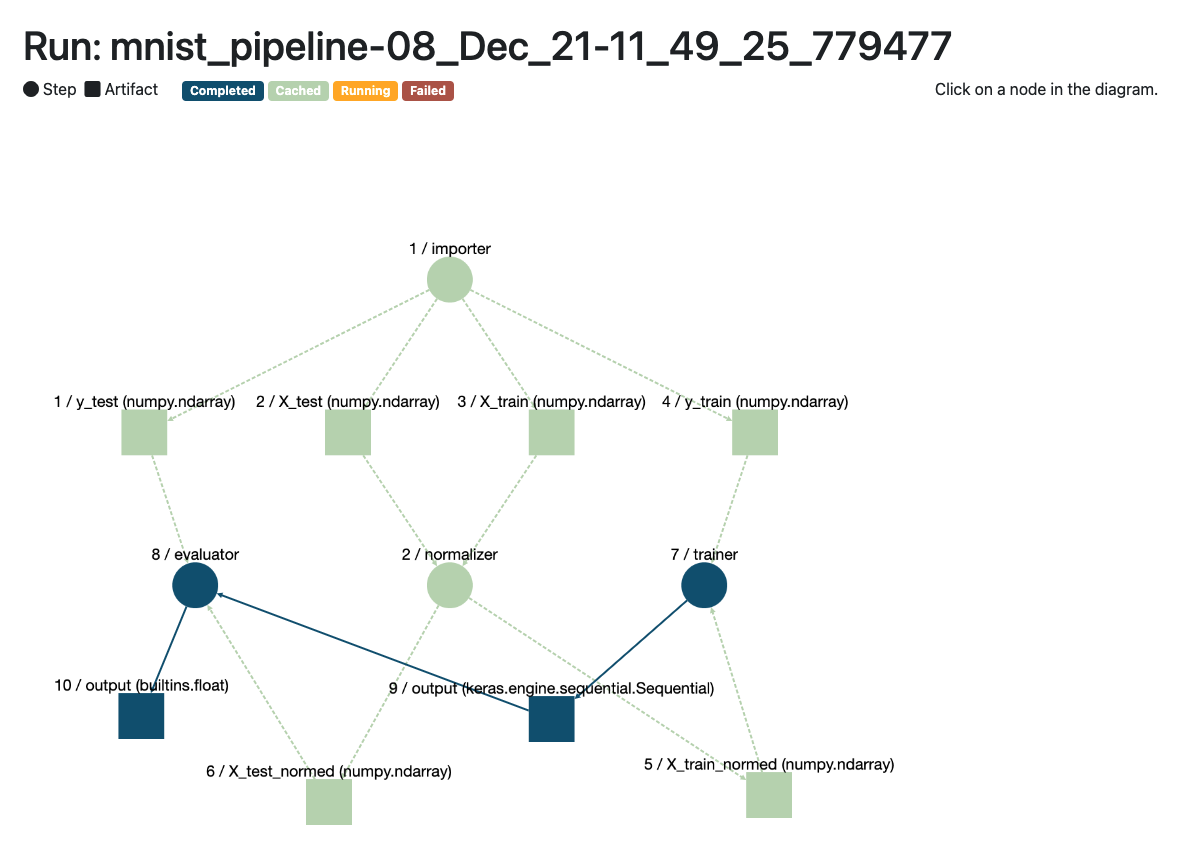 Run: mnist_pipeline-08_Dec_21-11_49_25_779477
Step Artifact Completed Cached Running Failed Click on a node in the diagram.
1 / importer
1 / y_test (numpy.ndarray) 2 / X_test (numpy.ndarray) 3 / X_train (numpy.ndarray) 4 / y_train (numpy.ndarray)
8 / evaluator 2 / normalizer 7 / trainer
10 / output (builtins.float) 9 / output (keras.engine.sequential.Sequential)
6 / X_test_normed (numpy.ndarray) 5 / X_train_normed (numpy.ndarray)